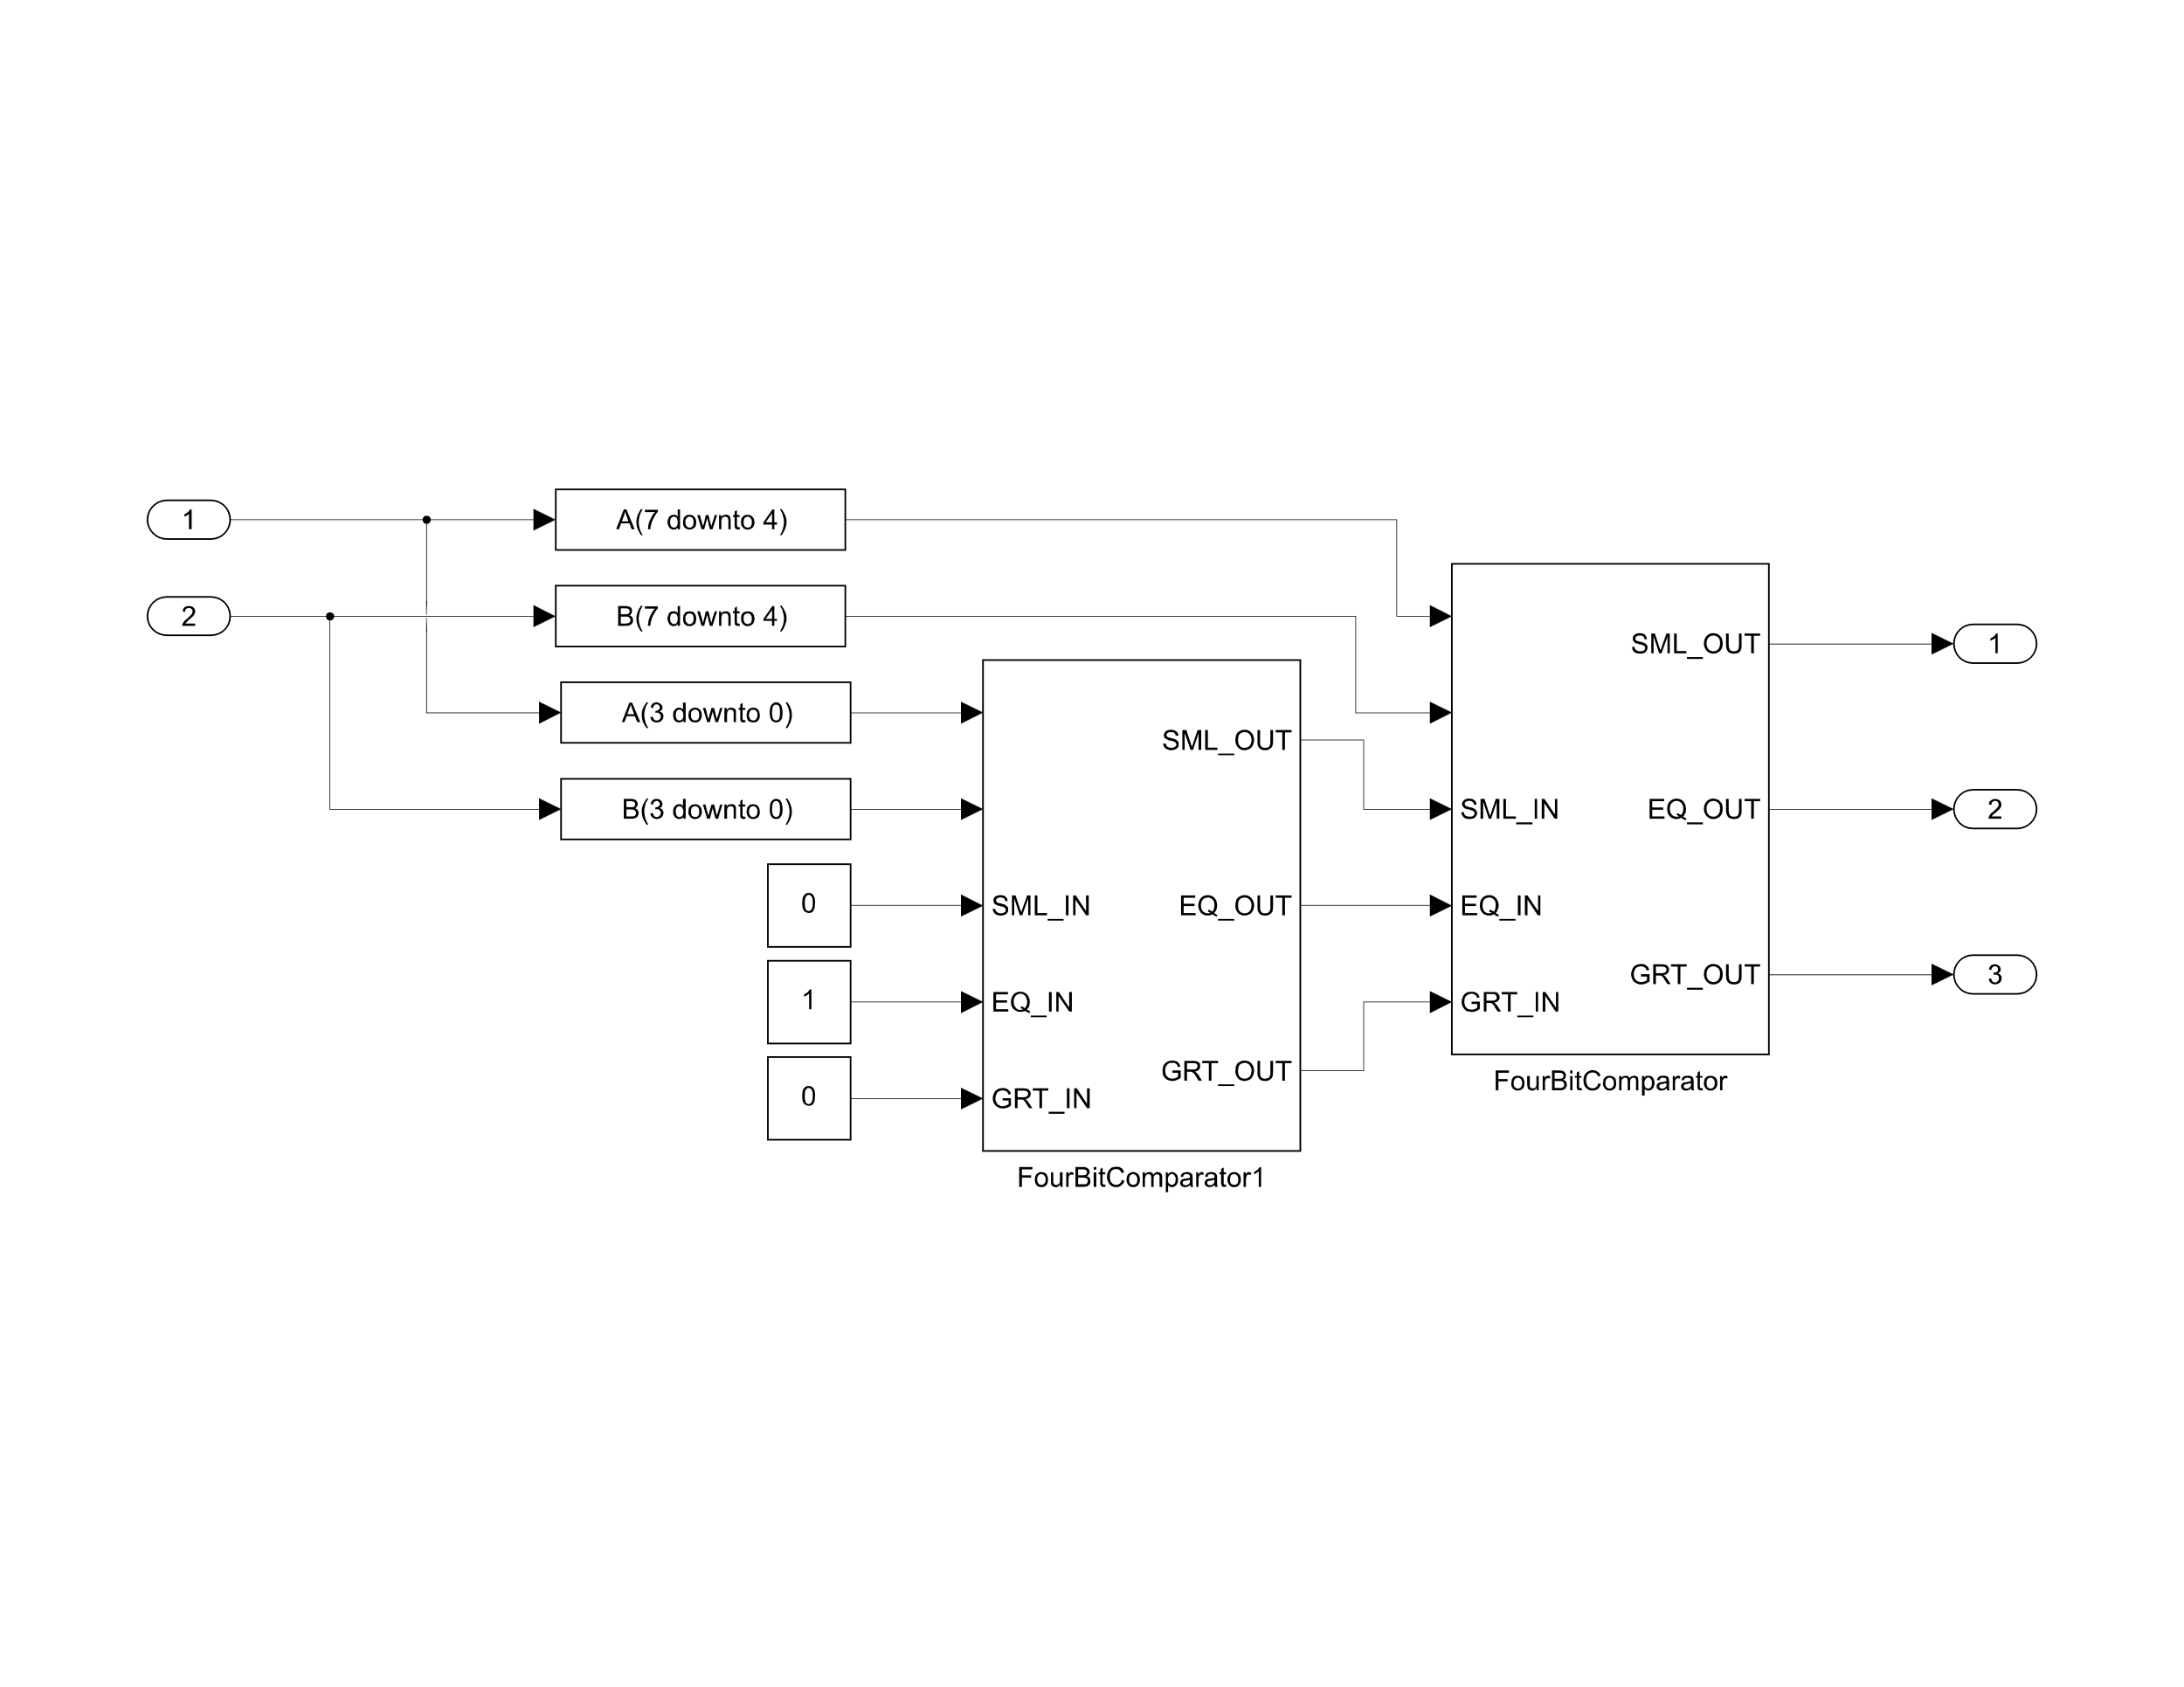 1
A(7 downto 4)
2
B(7 downto 4)
A(3 downto 0)
B(3 downto 0)
0
1
0
SML_IN
EQ_IN
GRT_IN
SML_OUT
EQ_OUT
GRT_OUT
FourBitComparator1
SML_IN
EQ_IN
GRT_IN
SML_OUT
EQ_OUT
GRT_OUT
FourBitComparator
1
2
3